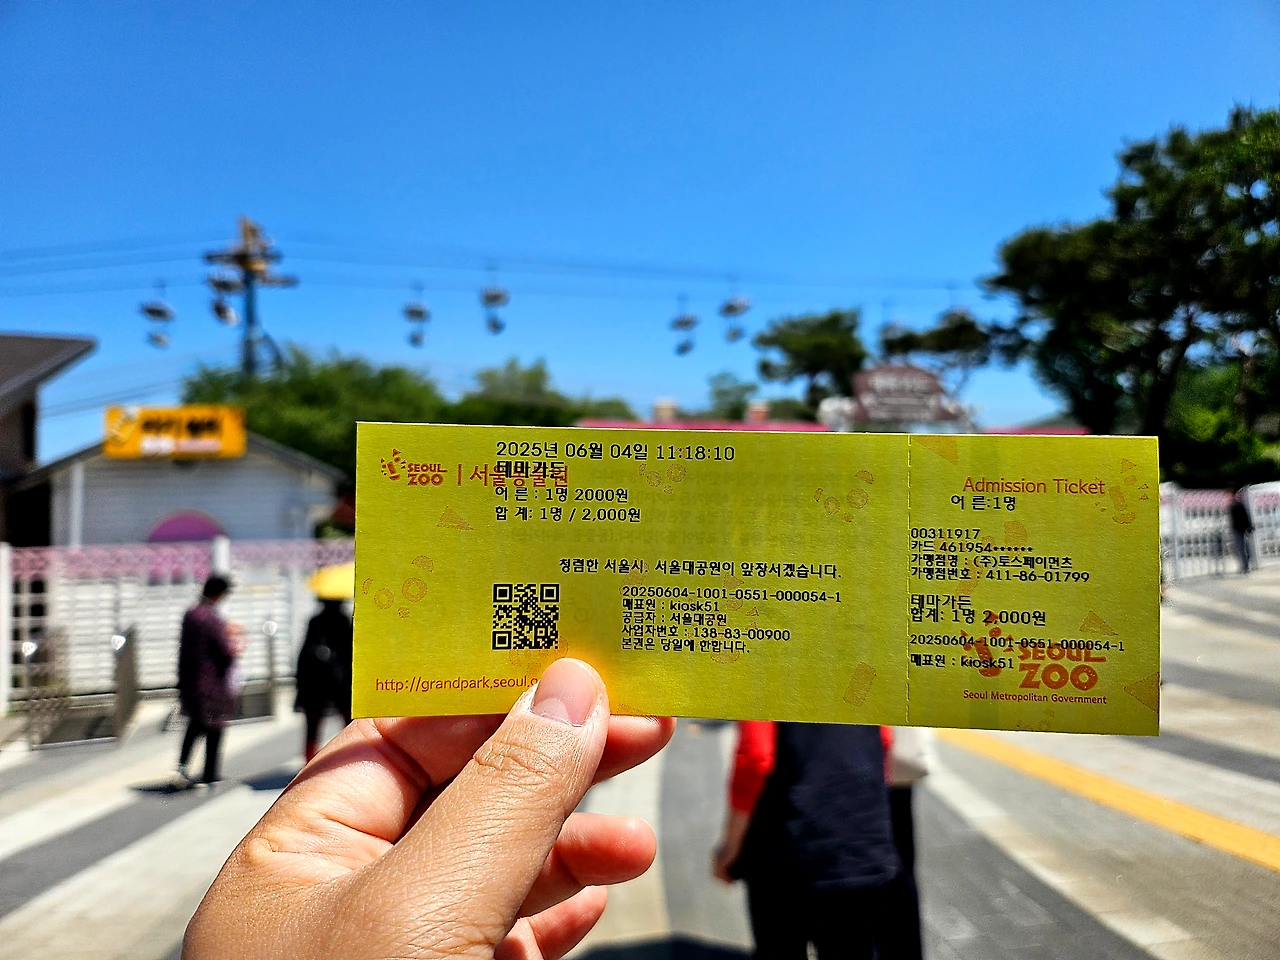 2025년 06월 04일 11:18:10
SEOUL ZOO | 서울동물원
테마가든
어 른 : 1명 2000원
합 계: 1명 / 2,000원
청렴한 서울시, 서울대공원이 앞장서겠습니다.
20250604-1001-0551-000054-1
매표원 : kiosk51
공급자 : 서울대공원
사업자번호 : 138-83-00900
본권은 당일에 한합니다.
http://grandpark.seoul.g
Admission Ticket
어 른:1명
00311917
카드 461954••••••
가맹점명 : (주)토스페이먼츠
가맹점번호 : 411-86-01799
테마가든
합계: 1명 2,000원
20250604-1001-0551-000054-1
매표원 : kiosk51
SEOUL
ZOO
Seoul Metropolitan Government